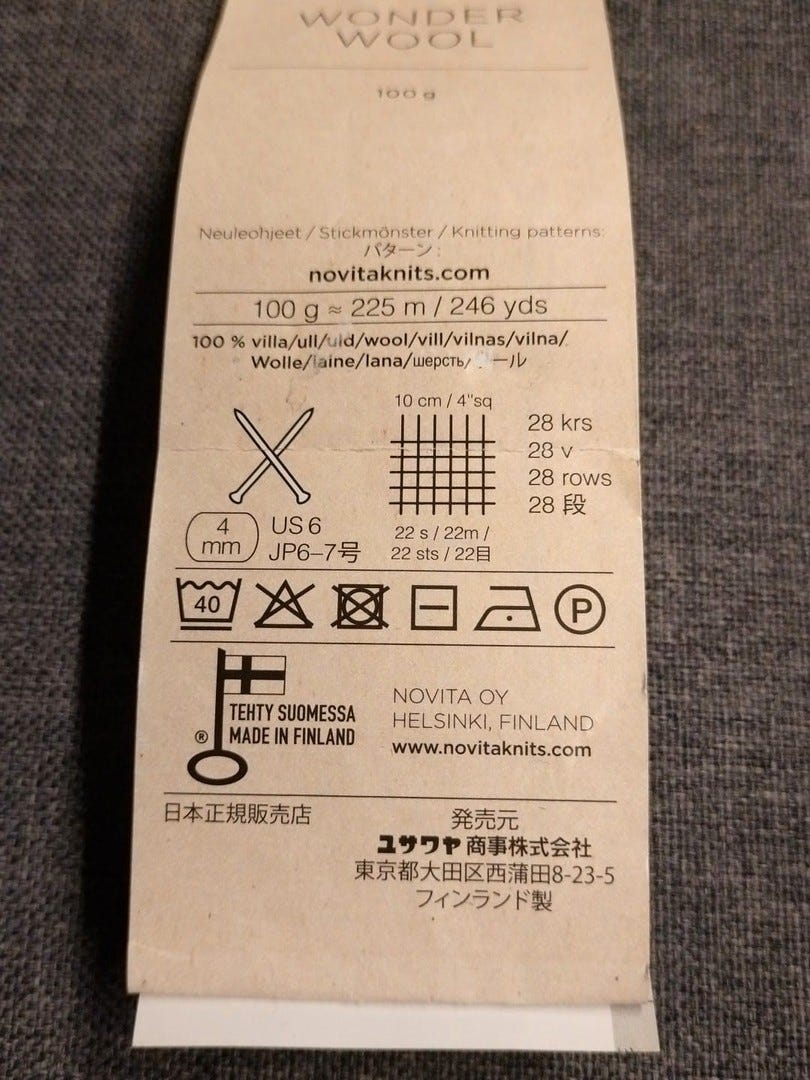 WONDER
WOOL
100 g
Neuleohjeet / Stickmönster / Knitting patterns:
パターン:
novitaknits.com
100 g ≈ 225 m / 246 yds
100 % villa/ull/uld/wool/vill/vilnas/vilna/
Wolle/laine/lana/шерсть/ ール
10 cm / 4"sq
28 krs
28 v
28 rows
28 段
4
mm
US 6
JP6–7号
22 s / 22m /
22 sts / 22目
40
P
TEHTY SUOMESSA
® MADE IN FINLAND
NOVITA OY
HELSINKI, FINLAND
www.novitaknits.com
日本正規販売店
発売元
ユザワヤ商事株式会社
東京都大田区西蒲田8-23-5
フィンランド製